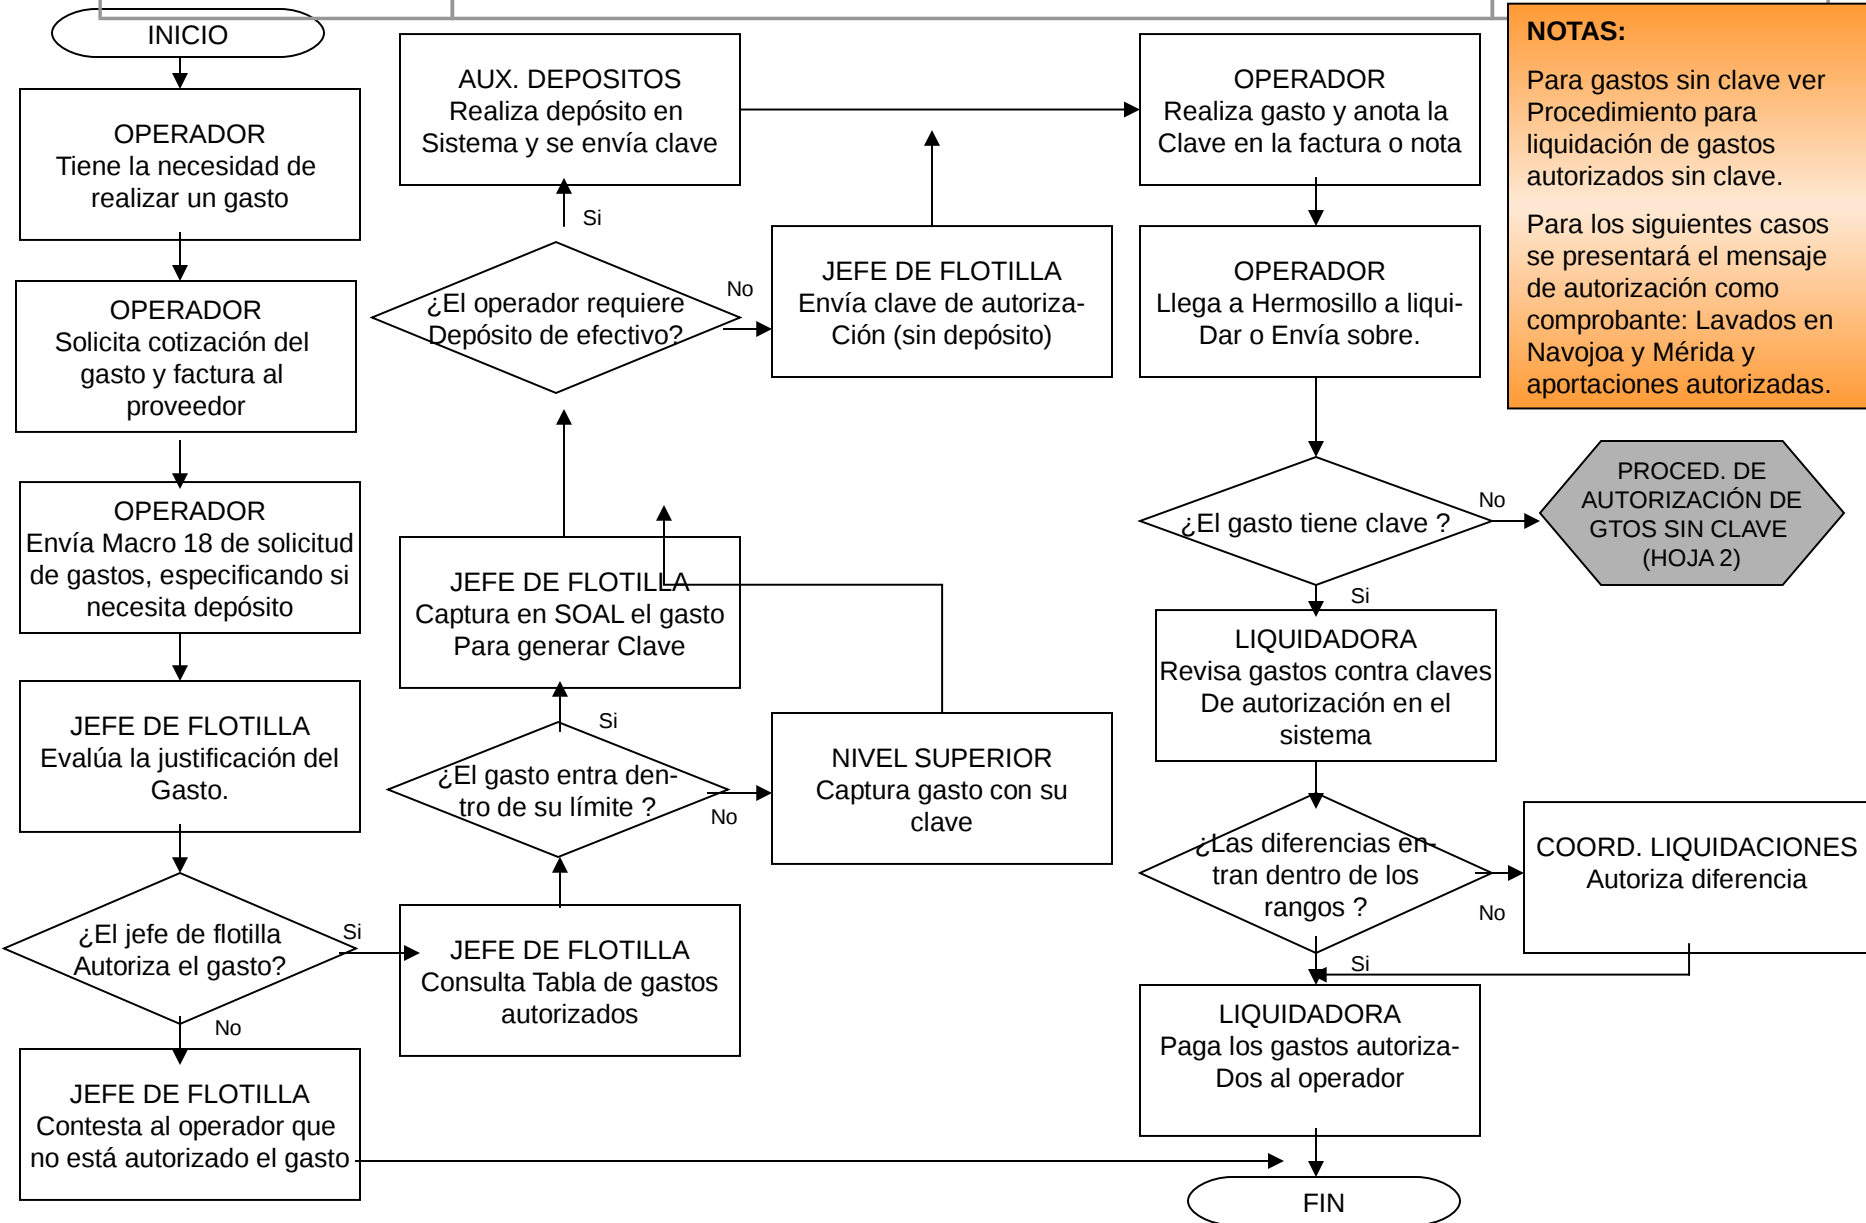 INICIO
OPERADOR
Tiene la necesidad de
realizar un gasto
OPERADOR
Solicita cotización del
gasto y factura al
proveedor
OPERADOR
Envía Macro 18 de solicitud
de gastos, especificando si
necesita depósito
JEFE DE FLOTILLA
Evalúa la justificación del
Gasto.
¿El jefe de flotilla
Autoriza el gasto?
Si
No
JEFE DE FLOTILLA
Contesta al operador que
no está autorizado el gasto
AUX. DEPOSITOS
Realiza depósito en
Sistema y se envía clave
Si
¿El operador requiere
Depósito de efectivo?
No
JEFE DE FLOTILLA
Envía clave de autoriza-
Ción (sin depósito)
JEFE DE FLOTILLA
Captura en SOAL el gasto
Para generar Clave
Si
¿El gasto entra den-
tro de su límite ?
No
NIVEL SUPERIOR
Captura gasto con su
clave
JEFE DE FLOTILLA
Consulta Tabla de gastos
autorizados
OPERADOR
Realiza gasto y anota la
Clave en la factura o nota
OPERADOR
Llega a Hermosillo a liqui-
Dar o Envía sobre.
¿El gasto tiene clave ?
No
Si
PROCED. DE
AUTORIZACIÓN DE
GTOS SIN CLAVE
(HOJA 2)
LIQUIDADORA
Revisa gastos contra claves
De autorización en el
sistema
¿Las diferencias en-
tran dentro de los
rangos ?
No
Si
COORD. LIQUIDACIONES
Autoriza diferencia
LIQUIDADORA
Paga los gastos autoriza-
Dos al operador
FIN
NOTAS:
Para gastos sin clave ver
Procedimiento para
liquidación de gastos
autorizados sin clave.
Para los siguientes casos
se presentará el mensaje
de autorización como
comprobante: Lavados en
Navojoa y Mérida y
aportaciones autorizadas.